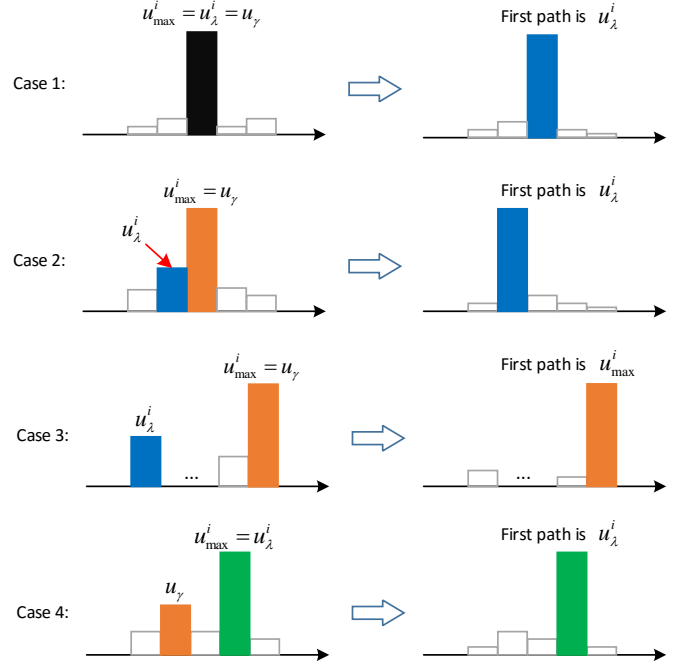 u^i_max = u^i_λ = u_γ
First path is u^i_λ
Case 1:
u^i_max = u_γ
First path is u^i_λ
u^i_λ
Case 2:
u^i_max = u_γ
First path is u^i_max
u^i_λ
Case 3:
...
...
u^i_max = u^i_λ
First path is u^i_λ
u_γ
Case 4: